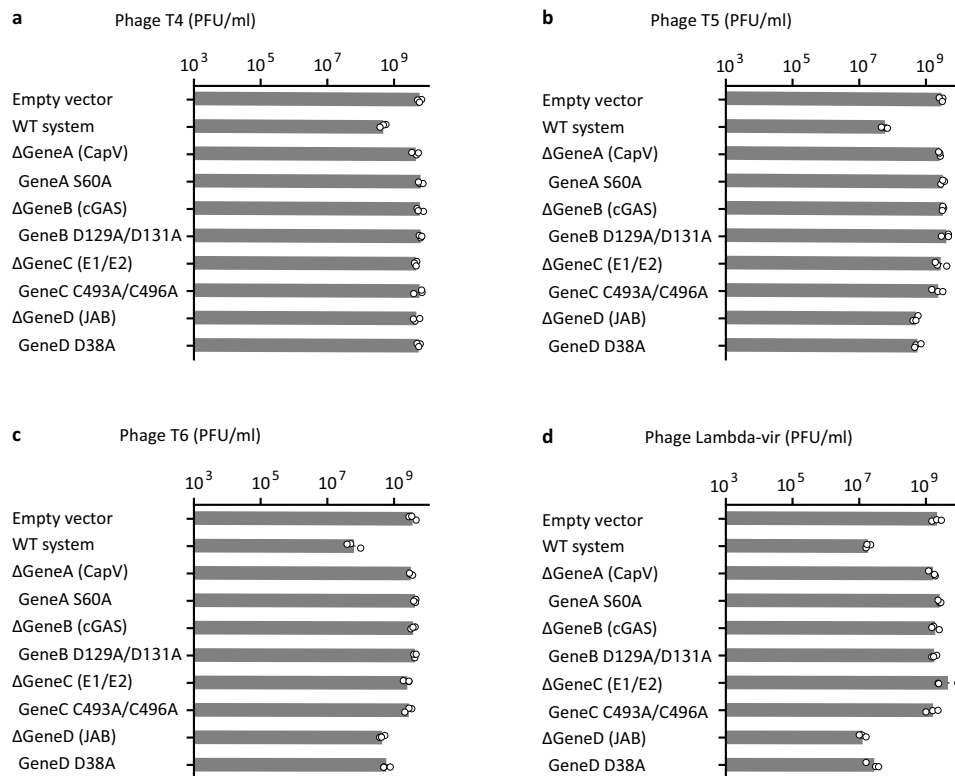 a Phage T4 (PFU/ml)
10^3 10^5 10^7 10^9
Empty vector
WT system
ΔGeneA (CapV)
GeneA S60A
ΔGeneB (cGAS)
GeneB D129A/D131A
ΔGeneC (E1/E2)
GeneC C493A/C496A
ΔGeneD (JAB)
GeneD D38A
b Phage T5 (PFU/ml)
10^3 10^5 10^7 10^9
Empty vector
WT system
ΔGeneA (CapV)
GeneA S60A
ΔGeneB (cGAS)
GeneB D129A/D131A
ΔGeneC (E1/E2)
GeneC C493A/C496A
ΔGeneD (JAB)
GeneD D38A
c Phage T6 (PFU/ml)
10^3 10^5 10^7 10^9
Empty vector
WT system
ΔGeneA (CapV)
GeneA S60A
ΔGeneB (cGAS)
GeneB D129A/D131A
ΔGeneC (E1/E2)
GeneC C493A/C496A
ΔGeneD (JAB)
GeneD D38A
d Phage Lambda-vir (PFU/ml)
10^3 10^5 10^7 10^9
Empty vector
WT system
ΔGeneA (CapV)
GeneA S60A
ΔGeneB (cGAS)
GeneB D129A/D131A
ΔGeneC (E1/E2)
GeneC C493A/C496A
ΔGeneD (JAB)
GeneD D38A